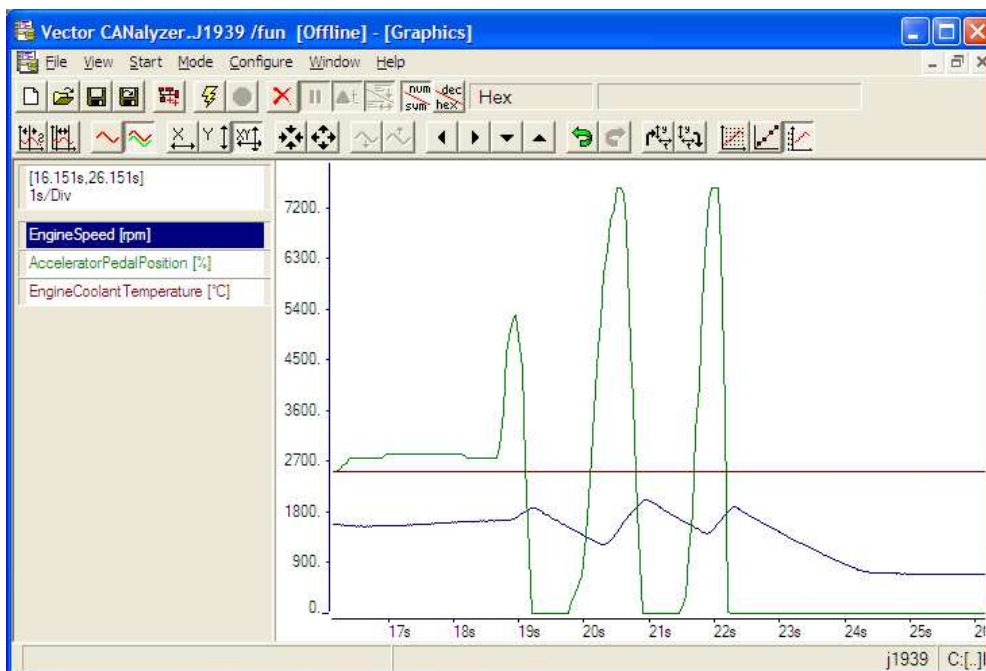 Vector CANalyzer.J1939 /fun [Offline] - [Graphics]
File View Start Mode Configure Window Help
num sum dec hex Hex
X Y XY
[16.151s,26.151s]
1s/Div
EngineSpeed [rpm]
AcceleratorPedalPosition [%]
EngineCoolantTemperature [°C]
7200.
6300.
5400.
4500.
3600.
2700.
1800.
900.
0.
17s 18s 19s 20s 21s 22s 23s 24s 25s
j1939 C:[..]